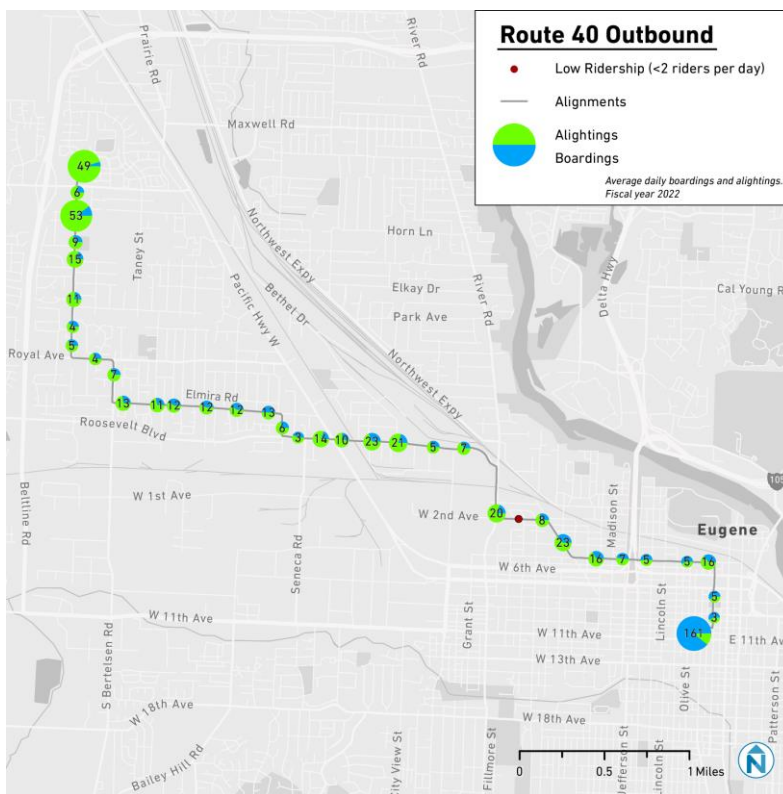 Route 40 Outbound
Low Ridership (<2 riders per day)
Alignments
Alightings
Boardings
Average daily boardings and alightings.
Fiscal year 2022
Prairie Rd
River Rd
Maxwell Rd
49
6
53
9
15
11
4
5
4
7
Taney St
Northwest Expy
Horn Ln
Delta Hwy
Pacific Hwy W
Bethel Dr
Elkay Dr
Park Ave
River Rd
Cal Young R
Royal Ave
Northwest Expy
Elmira Rd
13
11
12
12
12
13
Roosevelt Blvd
6
3
14
10
23
21
5
7
105
W 1st Ave
W 2nd Ave
20
8
Madison St
Eugene
23
16
7
5
5
16
Beltline Rd
Seneca Rd
W 6th Ave
5
3
161
W 11th Ave
Grant St
Lincoln St
W 11th Ave
E 11th Ave
W 13th Ave
S Bertelsen Rd
Olive St
Patterson St
W 18th Ave
W 18th Ave
Bailey Hill Rd
City View St
Fillmore St
Jefferson St
Lincoln St
0
0.5
1 Miles
N